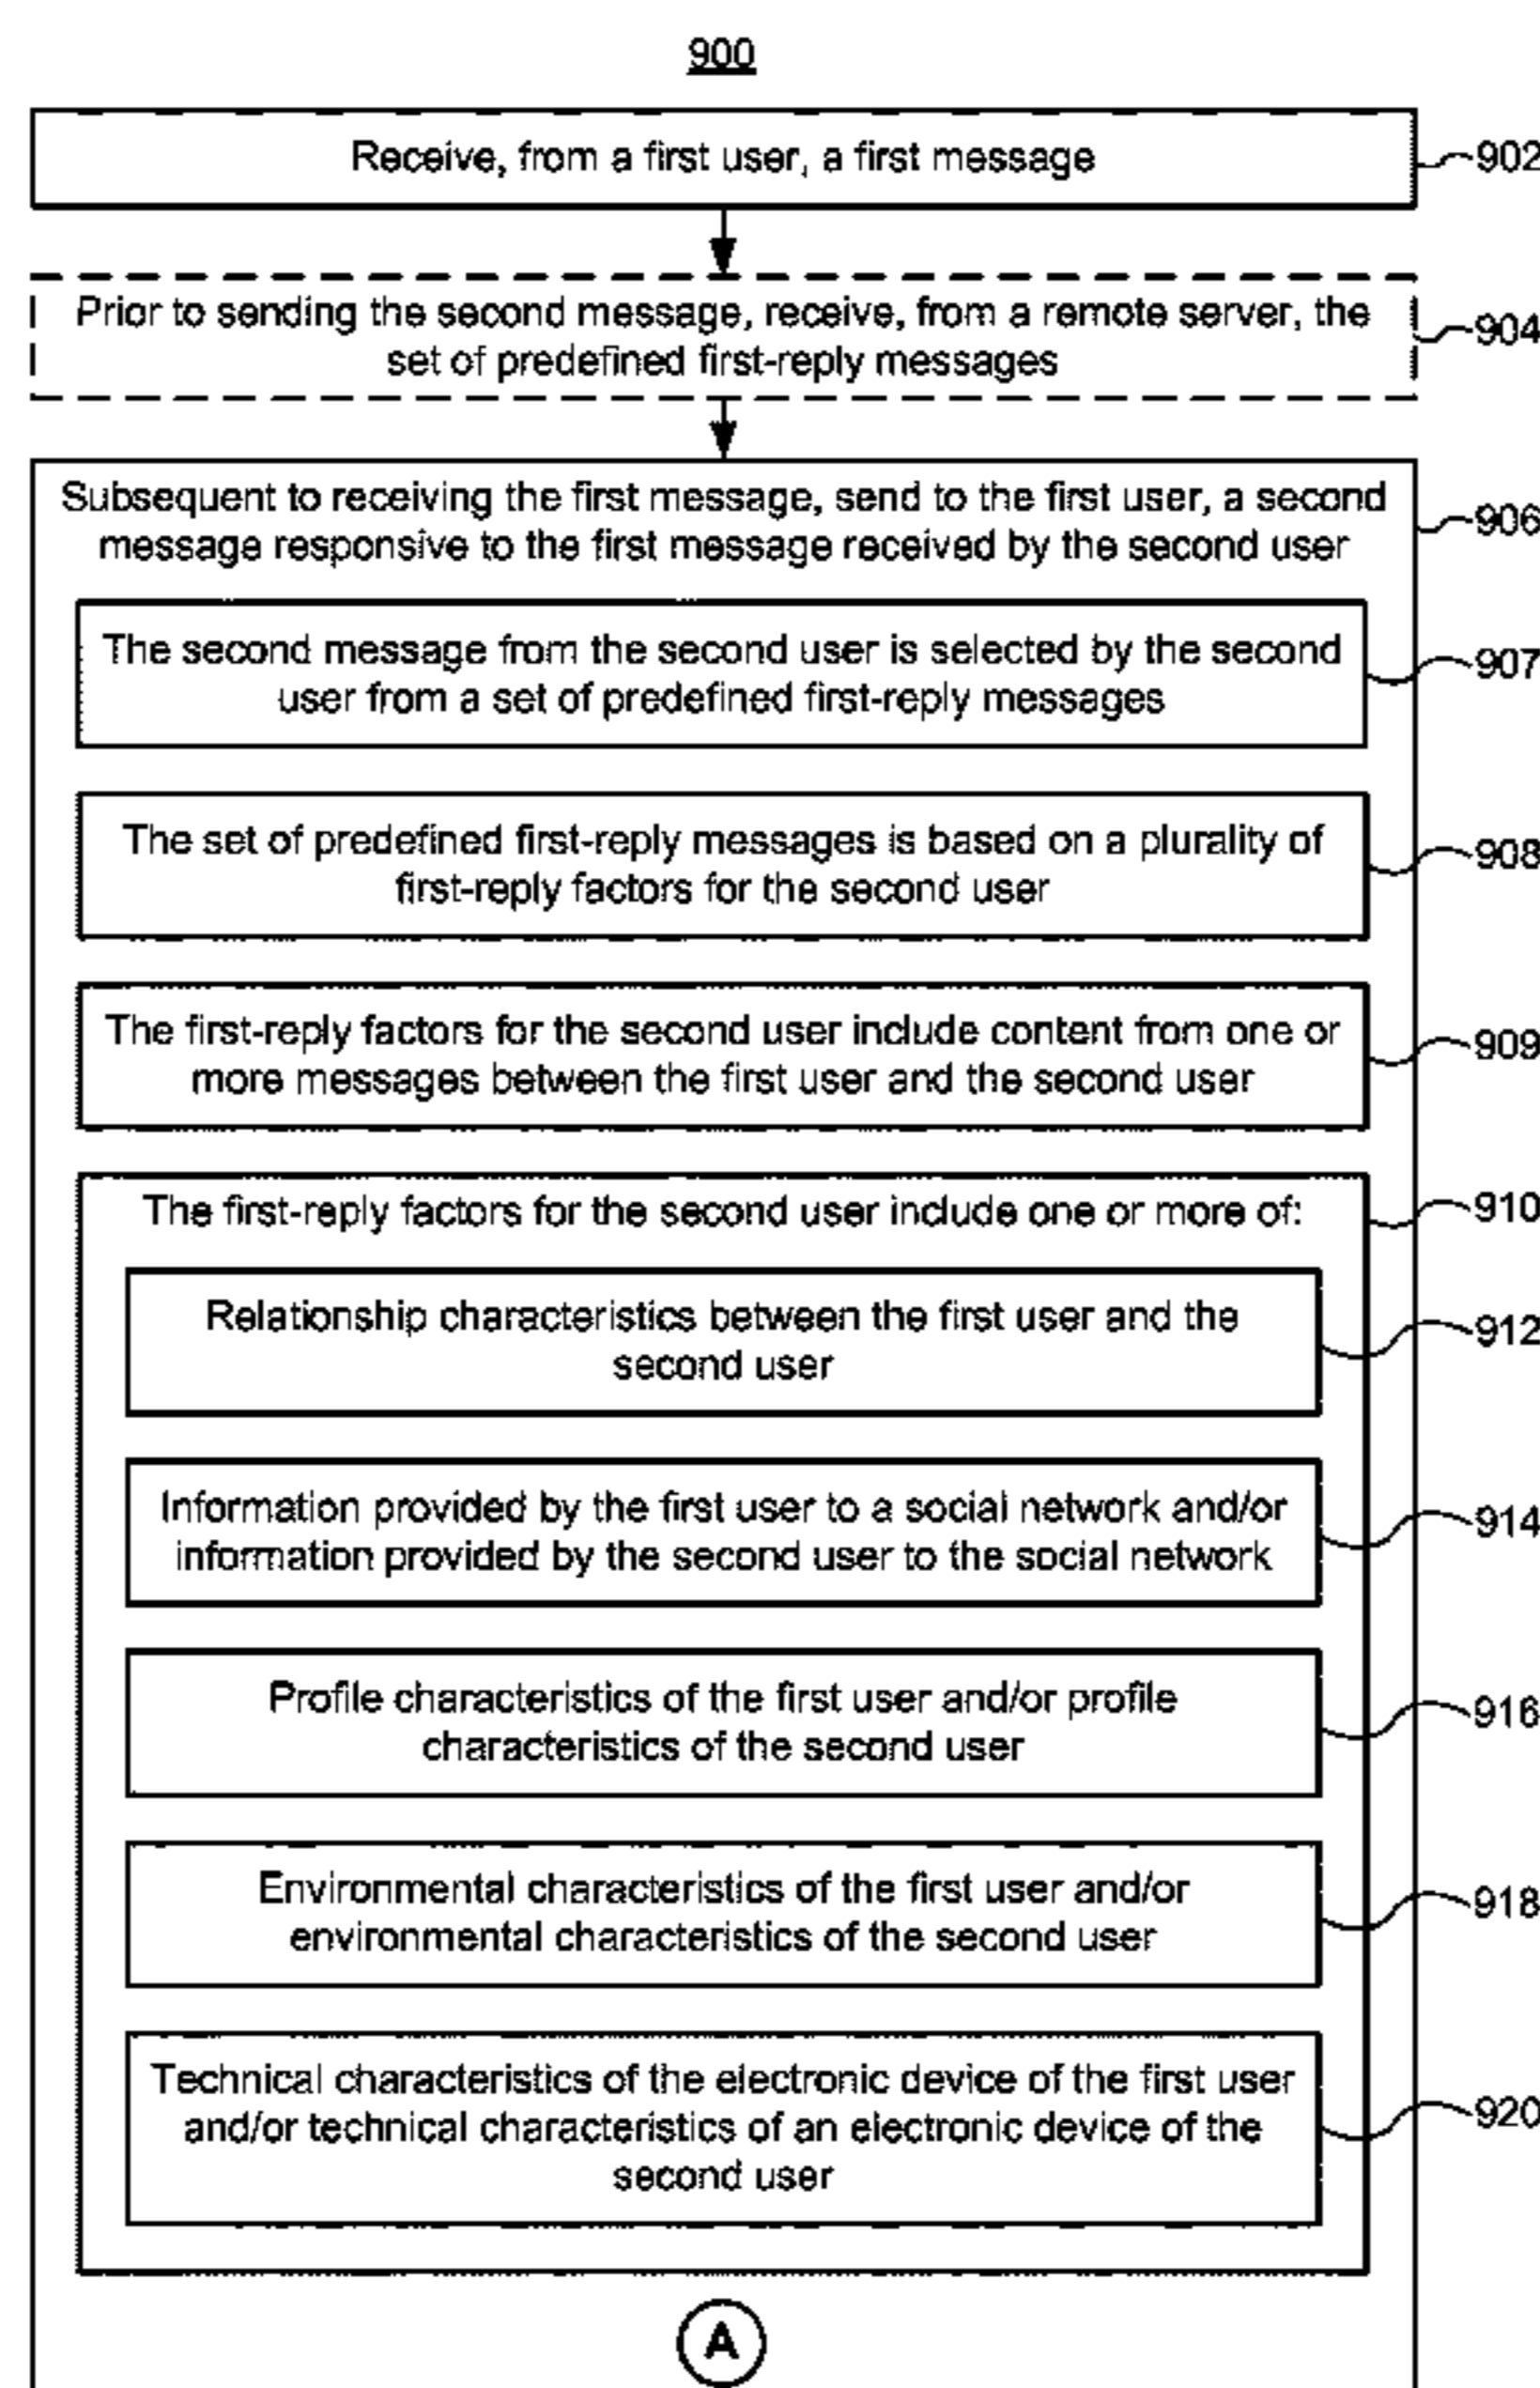 900
Receive, from a first user, a first message
902
Prior to sending the second message, receive, from a remote server, the
set of predefined first-reply messages
904
Subsequent to receiving the first message, send to the first user, a second
message responsive to the first message received by the second user
906
The second message from the second user is selected by the second
user from a set of predefined first-reply messages
907
The set of predefined first-reply messages is based on a plurality of
first-reply factors for the second user
908
The first-reply factors for the second user include content from one or
more messages between the first user and the second user
909
The first-reply factors for the second user include one or more of:
910
Relationship characteristics between the first user and the
second user
912
Information provided by the first user to a social network and/or
information provided by the second user to the social network
914
Profile characteristics of the first user and/or profile
characteristics of the second user
916
Environmental characteristics of the first user and/or
environmental characteristics of the second user
918
Technical characteristics of the electronic device of the first user
and/or technical characteristics of an electronic device of the
second user
920
A